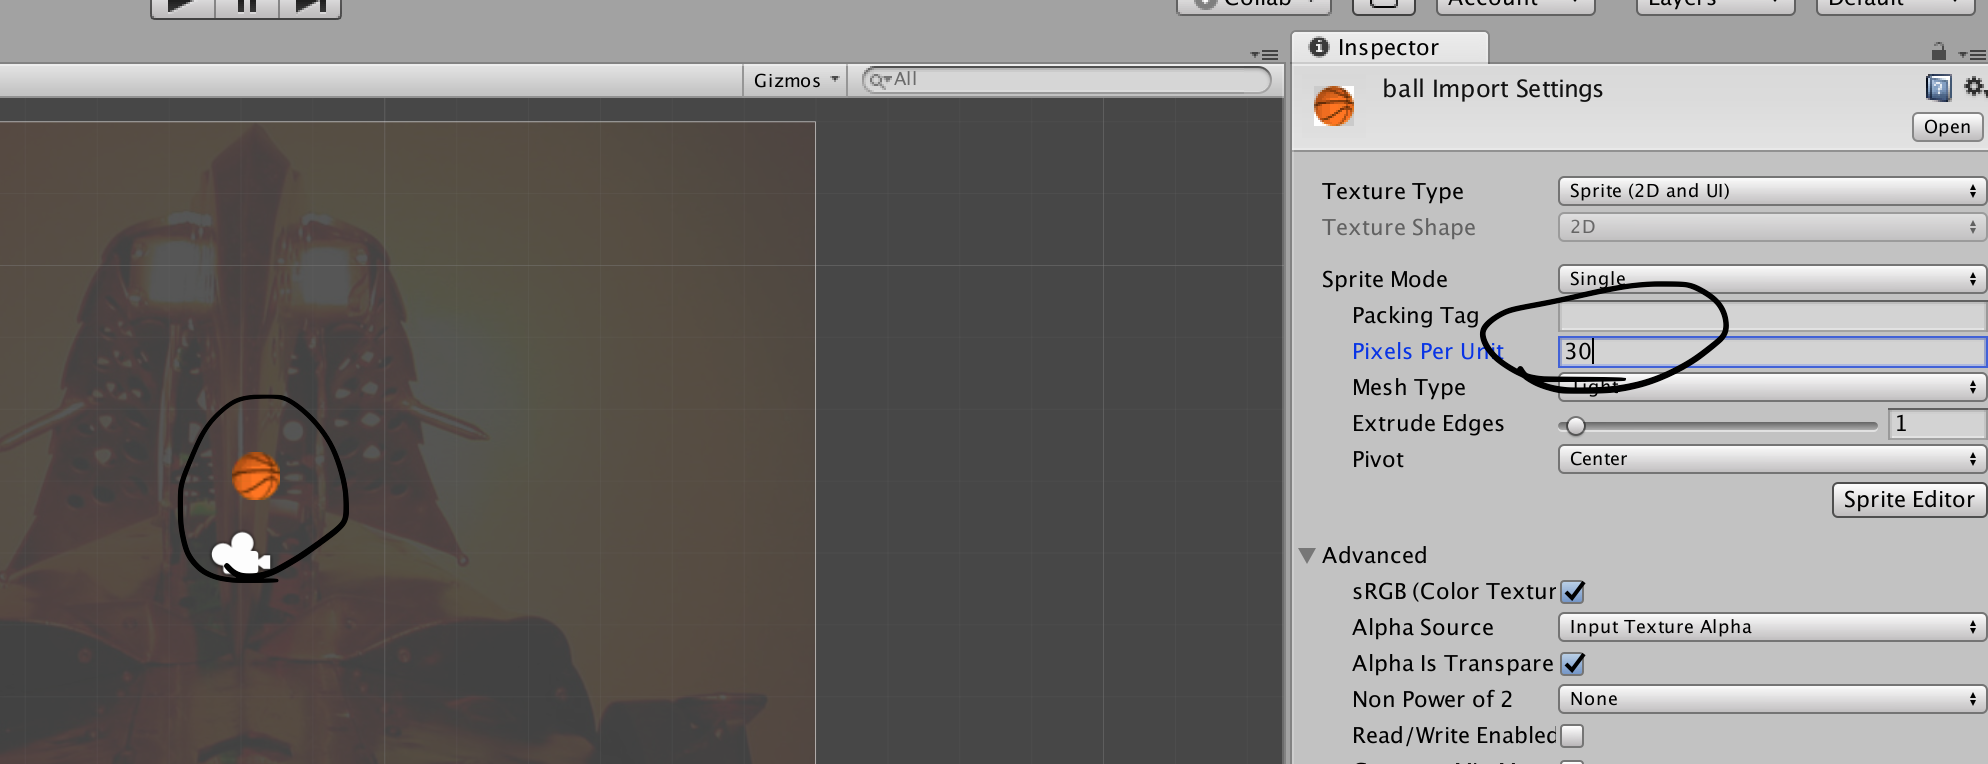 Collab
Account
Layers
Default
Inspector
Gizmos
All
ball Import Settings
Open
Texture Type
Sprite (2D and UI)
Texture Shape
2D
Sprite Mode
Single
Packing Tag
Pixels Per Unit
30
Mesh Type
Tight
Extrude Edges
1
Pivot
Center
Sprite Editor
Advanced
sRGB (Color Textur
Alpha Source
Input Texture Alpha
Alpha Is Transpare
Non Power of 2
None
Read/Write Enabled